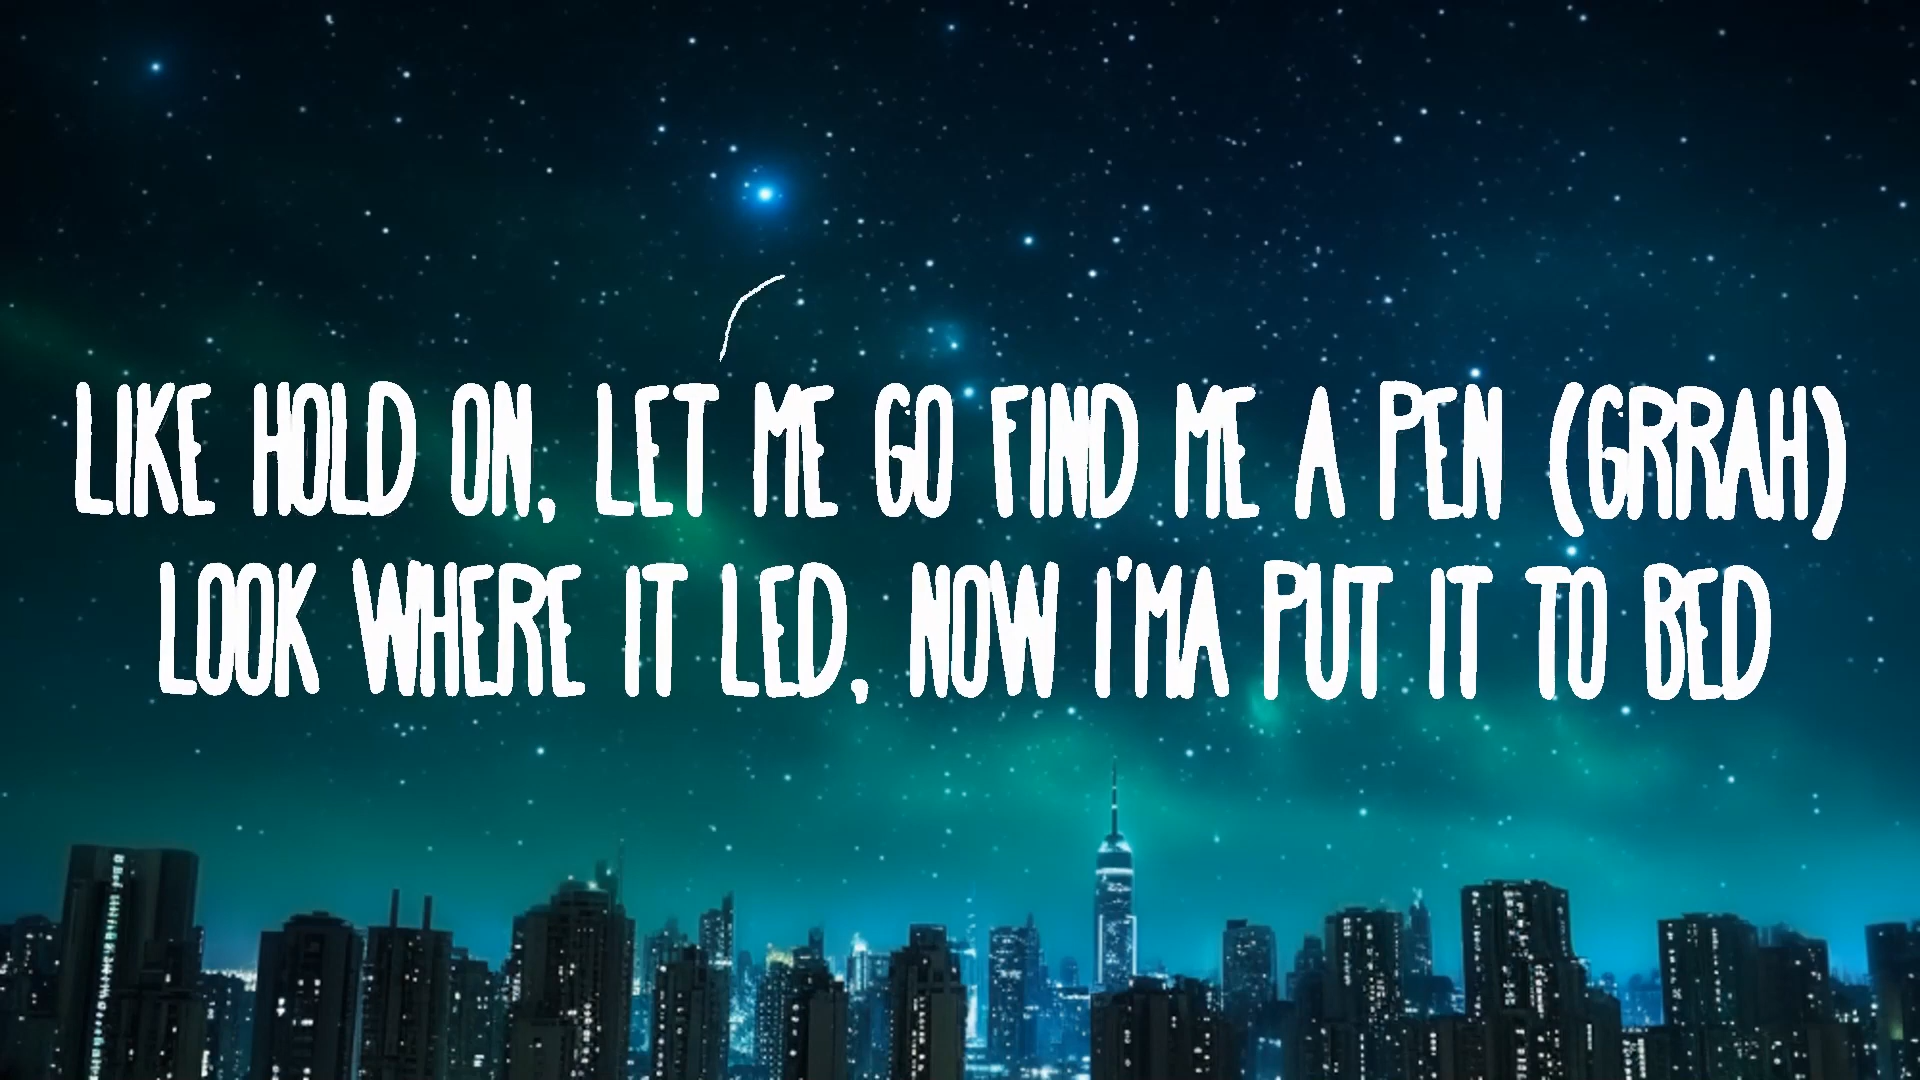 LIKE HOLD ON, LET ME GO FIND ME A PEN (GRRAH)
LOOK WHERE IT LED, NOW I'MA PUT IT TO BED